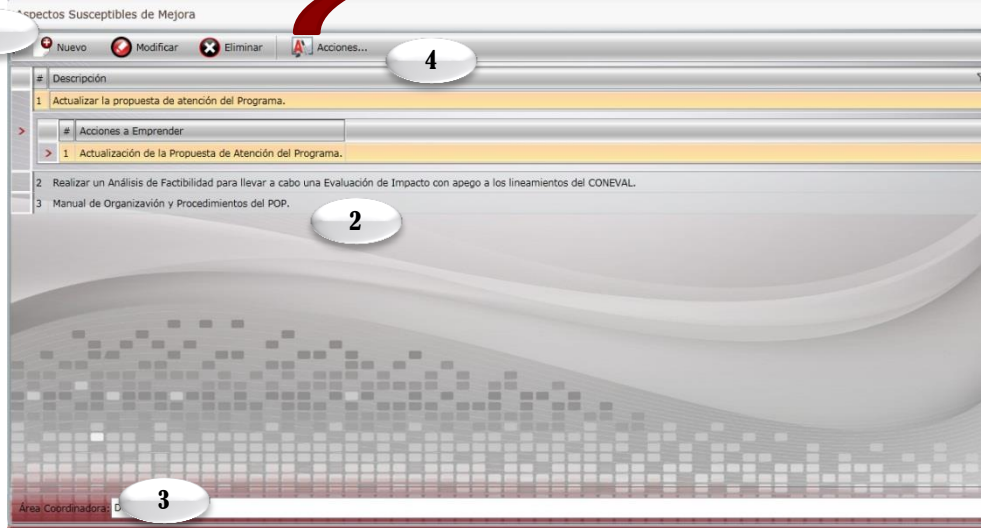 Aspectos Susceptibles de Mejora
Nuevo Modificar Eliminar Acciones...
4
# Descripción
1 Actualizar la propuesta de atención del Programa.
# Acciones a Emprender
> 1 Actualización de la Propuesta de Atención del Programa.
2 Realizar un Análisis de Factibilidad para llevar a cabo una Evaluación de Impacto con apego a los lineamientos del CONEVAL.
3 Manual de Organizavión y Procedimientos del POP.
2
3
Área Coordinadora: D